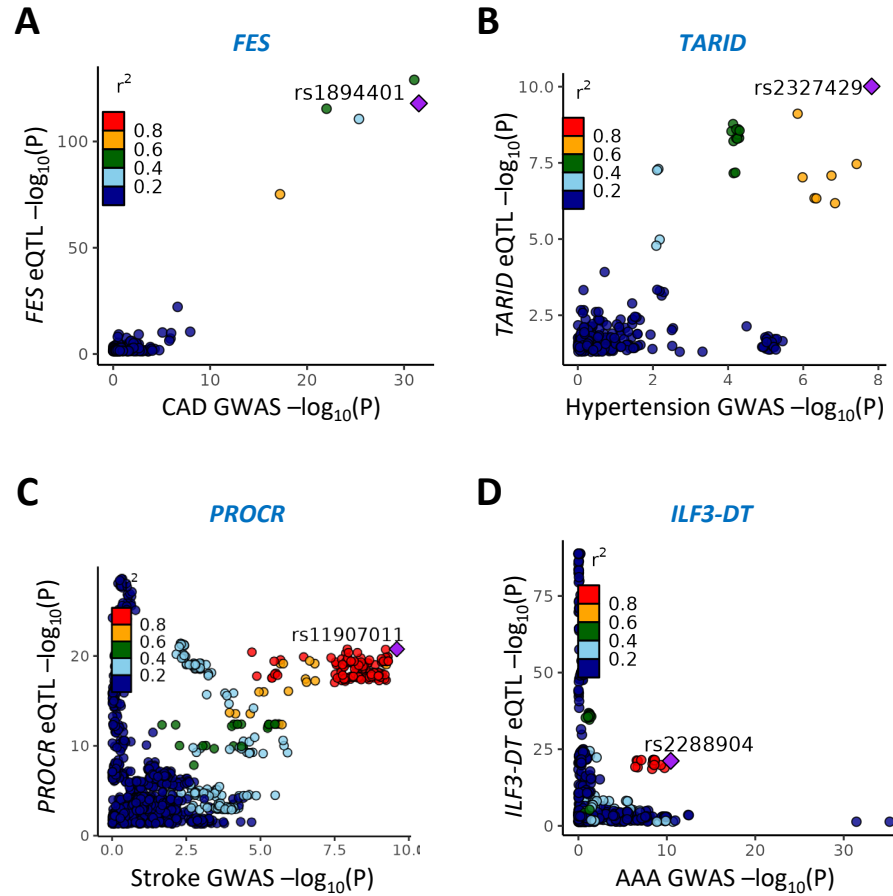 A
FES
r2
rs1894401
0.8
0.6
0.4
0.2
100
50
0
FES eQTL –log10(P)
0 10 20 30
CAD GWAS –log10(P)
B
TARID
r2
rs2327429
0.8
0.6
0.4
0.2
10.0
7.5
5.0
2.5
TARID eQTL –log10(P)
0 2 4 6 8
Hypertension GWAS –log10(P)
C
PROCR
2
rs11907011
0.8
0.6
0.4
0.2
20
10
0
PROCR eQTL –log10(P)
0.0 2.5 5.0 7.5 10.0
Stroke GWAS –log10(P)
D
ILF3-DT
r2
rs2288904
0.8
0.6
0.4
0.2
75
50
25
0
ILF3-DT eQTL –log10(P)
0 10 20 30
AAA GWAS –log10(P)